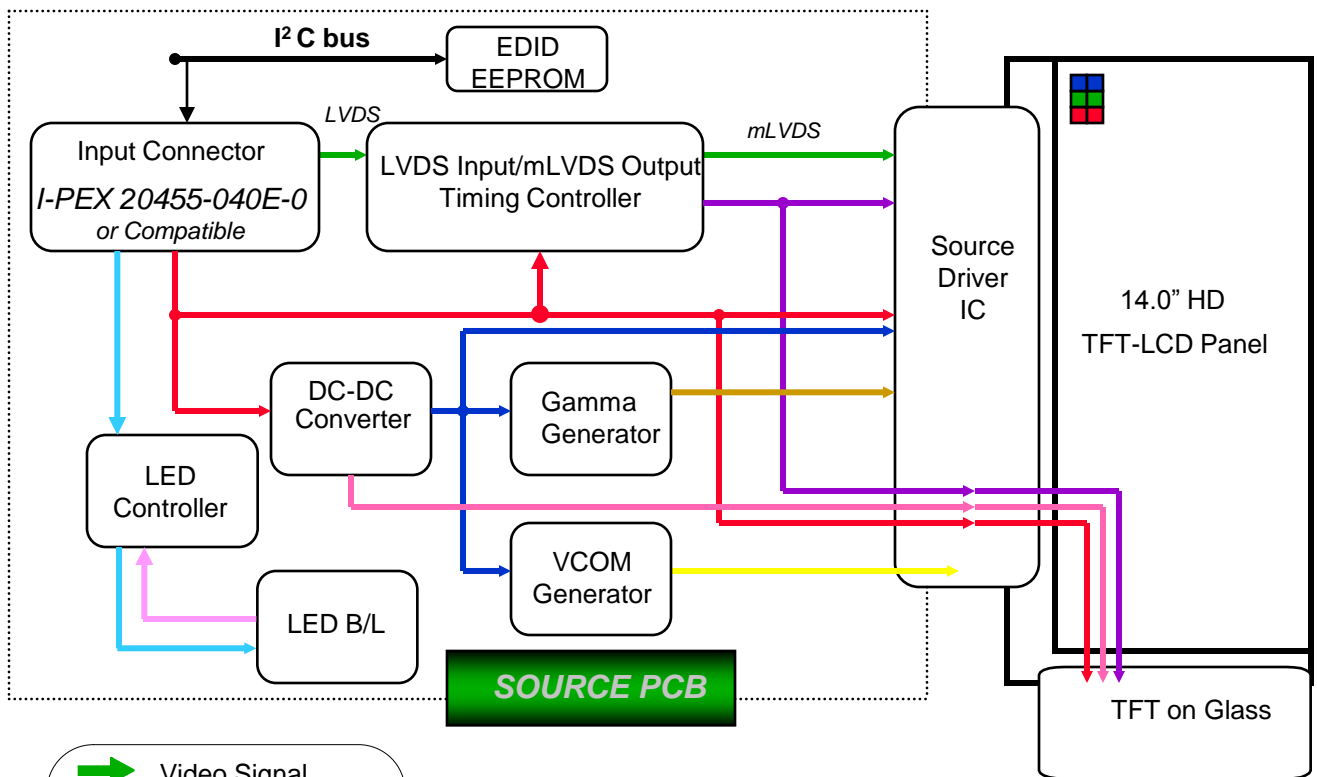 I² C bus
EDID
EEPROM
LVDS
mLVDS
Input Connector
I-PEX 20455-040E-0
or Compatible
LVDS Input/mLVDS Output
Timing Controller
Source
Driver
IC
14.0” HD
TFT-LCD Panel
DC-DC
Converter
Gamma
Generator
LED
Controller
VCOM
Generator
LED B/L
SOURCE PCB
TFT on Glass
Video Signal